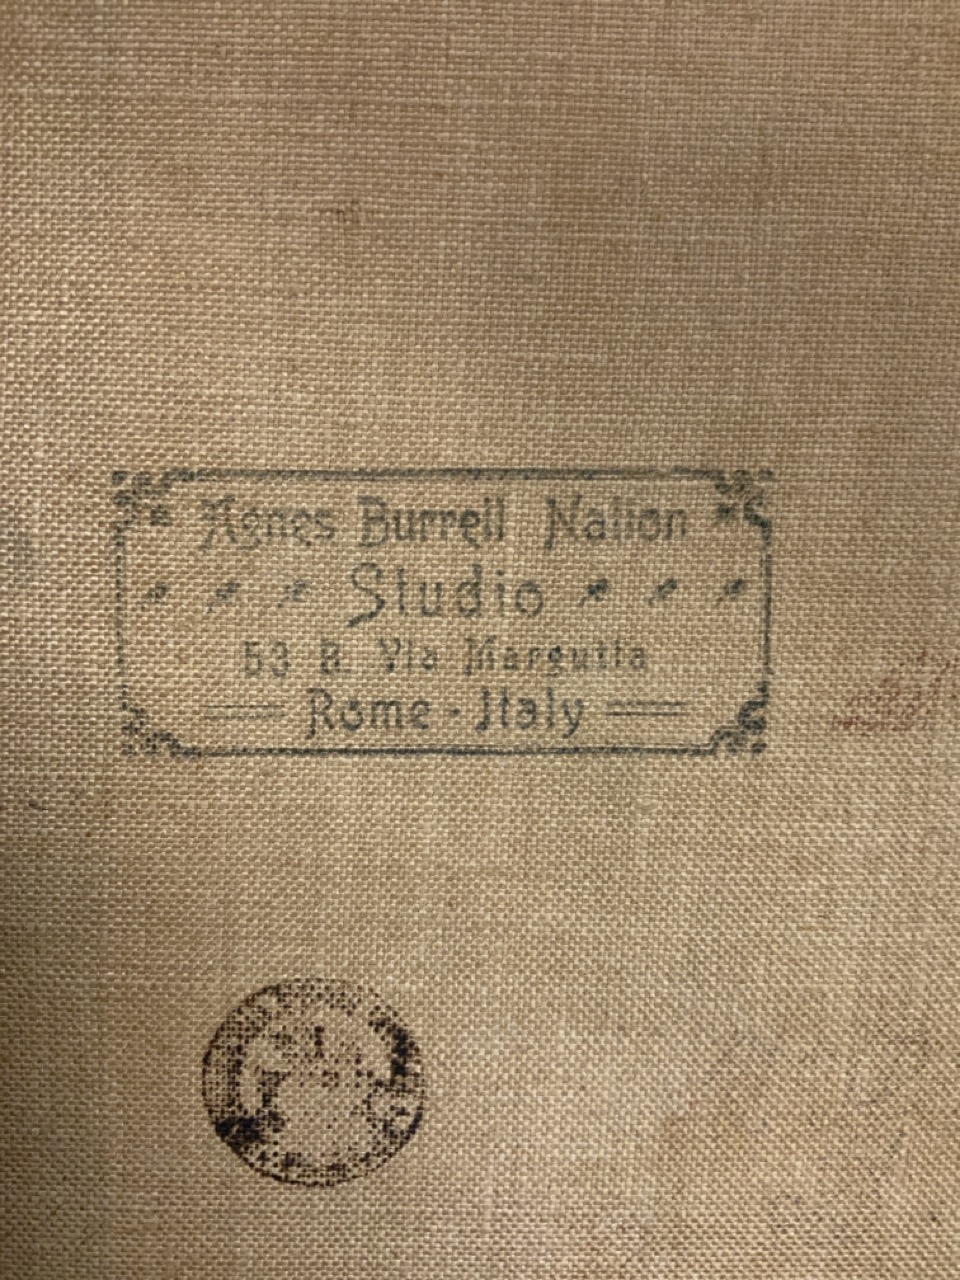 Agnes Burrell Nation
Studio
53 B. Via Margutta
Rome - Italy